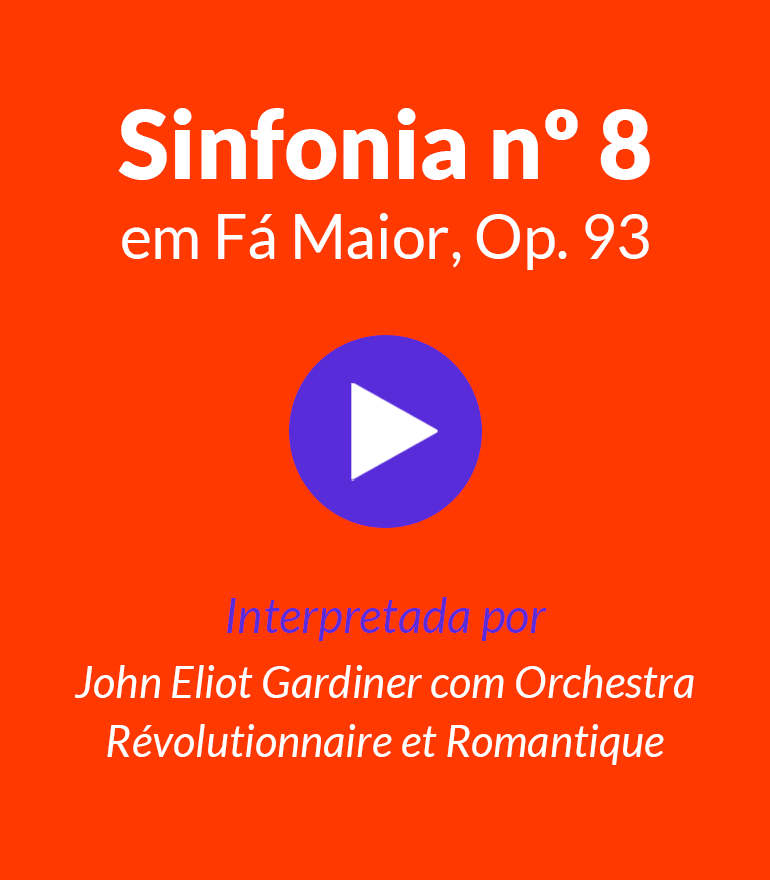 Sinfonia nº 8
em Fá Maior, Op. 93
Interpretada por
John Eliot Gardiner com Orchestra
Révolutionnaire et Romantique